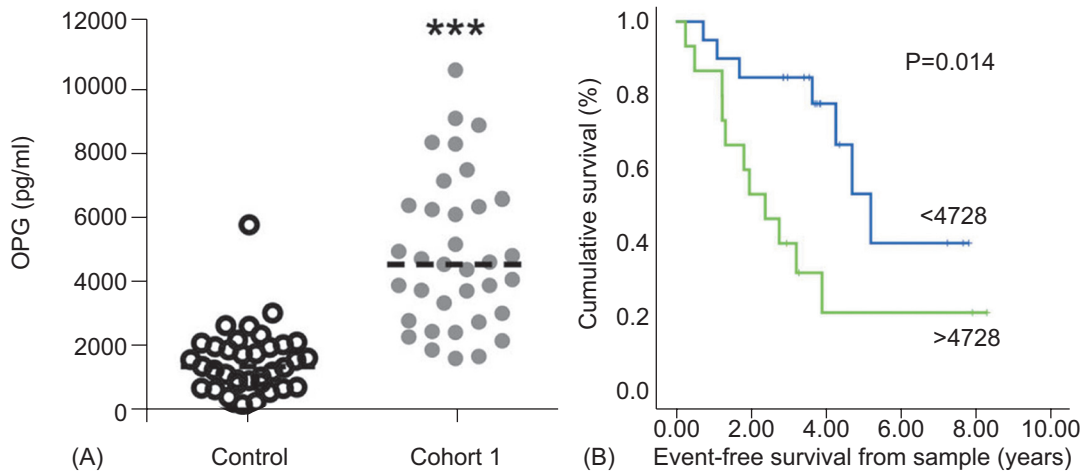 12000
10000
8000
6000
4000
2000
0
OPG (pg/ml)
***
Control
Cohort 1
(A)
1.0
0.8
0.6
0.4
0.2
0.0
Cumulative survival (%)
P=0.014
<4728
>4728
0.00 2.00 4.00 6.00 8.00 10.00
(B)
Event-free survival from sample (years)